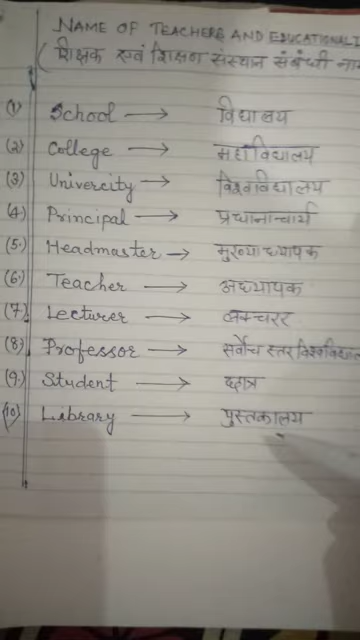 NAME OF TEACHERS AND EDUCATIONAL
(शिक्षक एवं शिक्षण संस्थान संबंधी
(1) School → विद्यालय
(2) College → महाविद्यालय
(3) Univercity → विश्वविद्यालय
(4) Principal → प्रधानाचार्य
(5.) Headmaster → मुख्याध्यापक
(6.) Teacher → अध्यापक
(7.) Lecturer → लेक्चरर
(8.) Professor → सर्वोच स्तर
(9.) Student → छात्र
(10) Library → पुस्तकालय